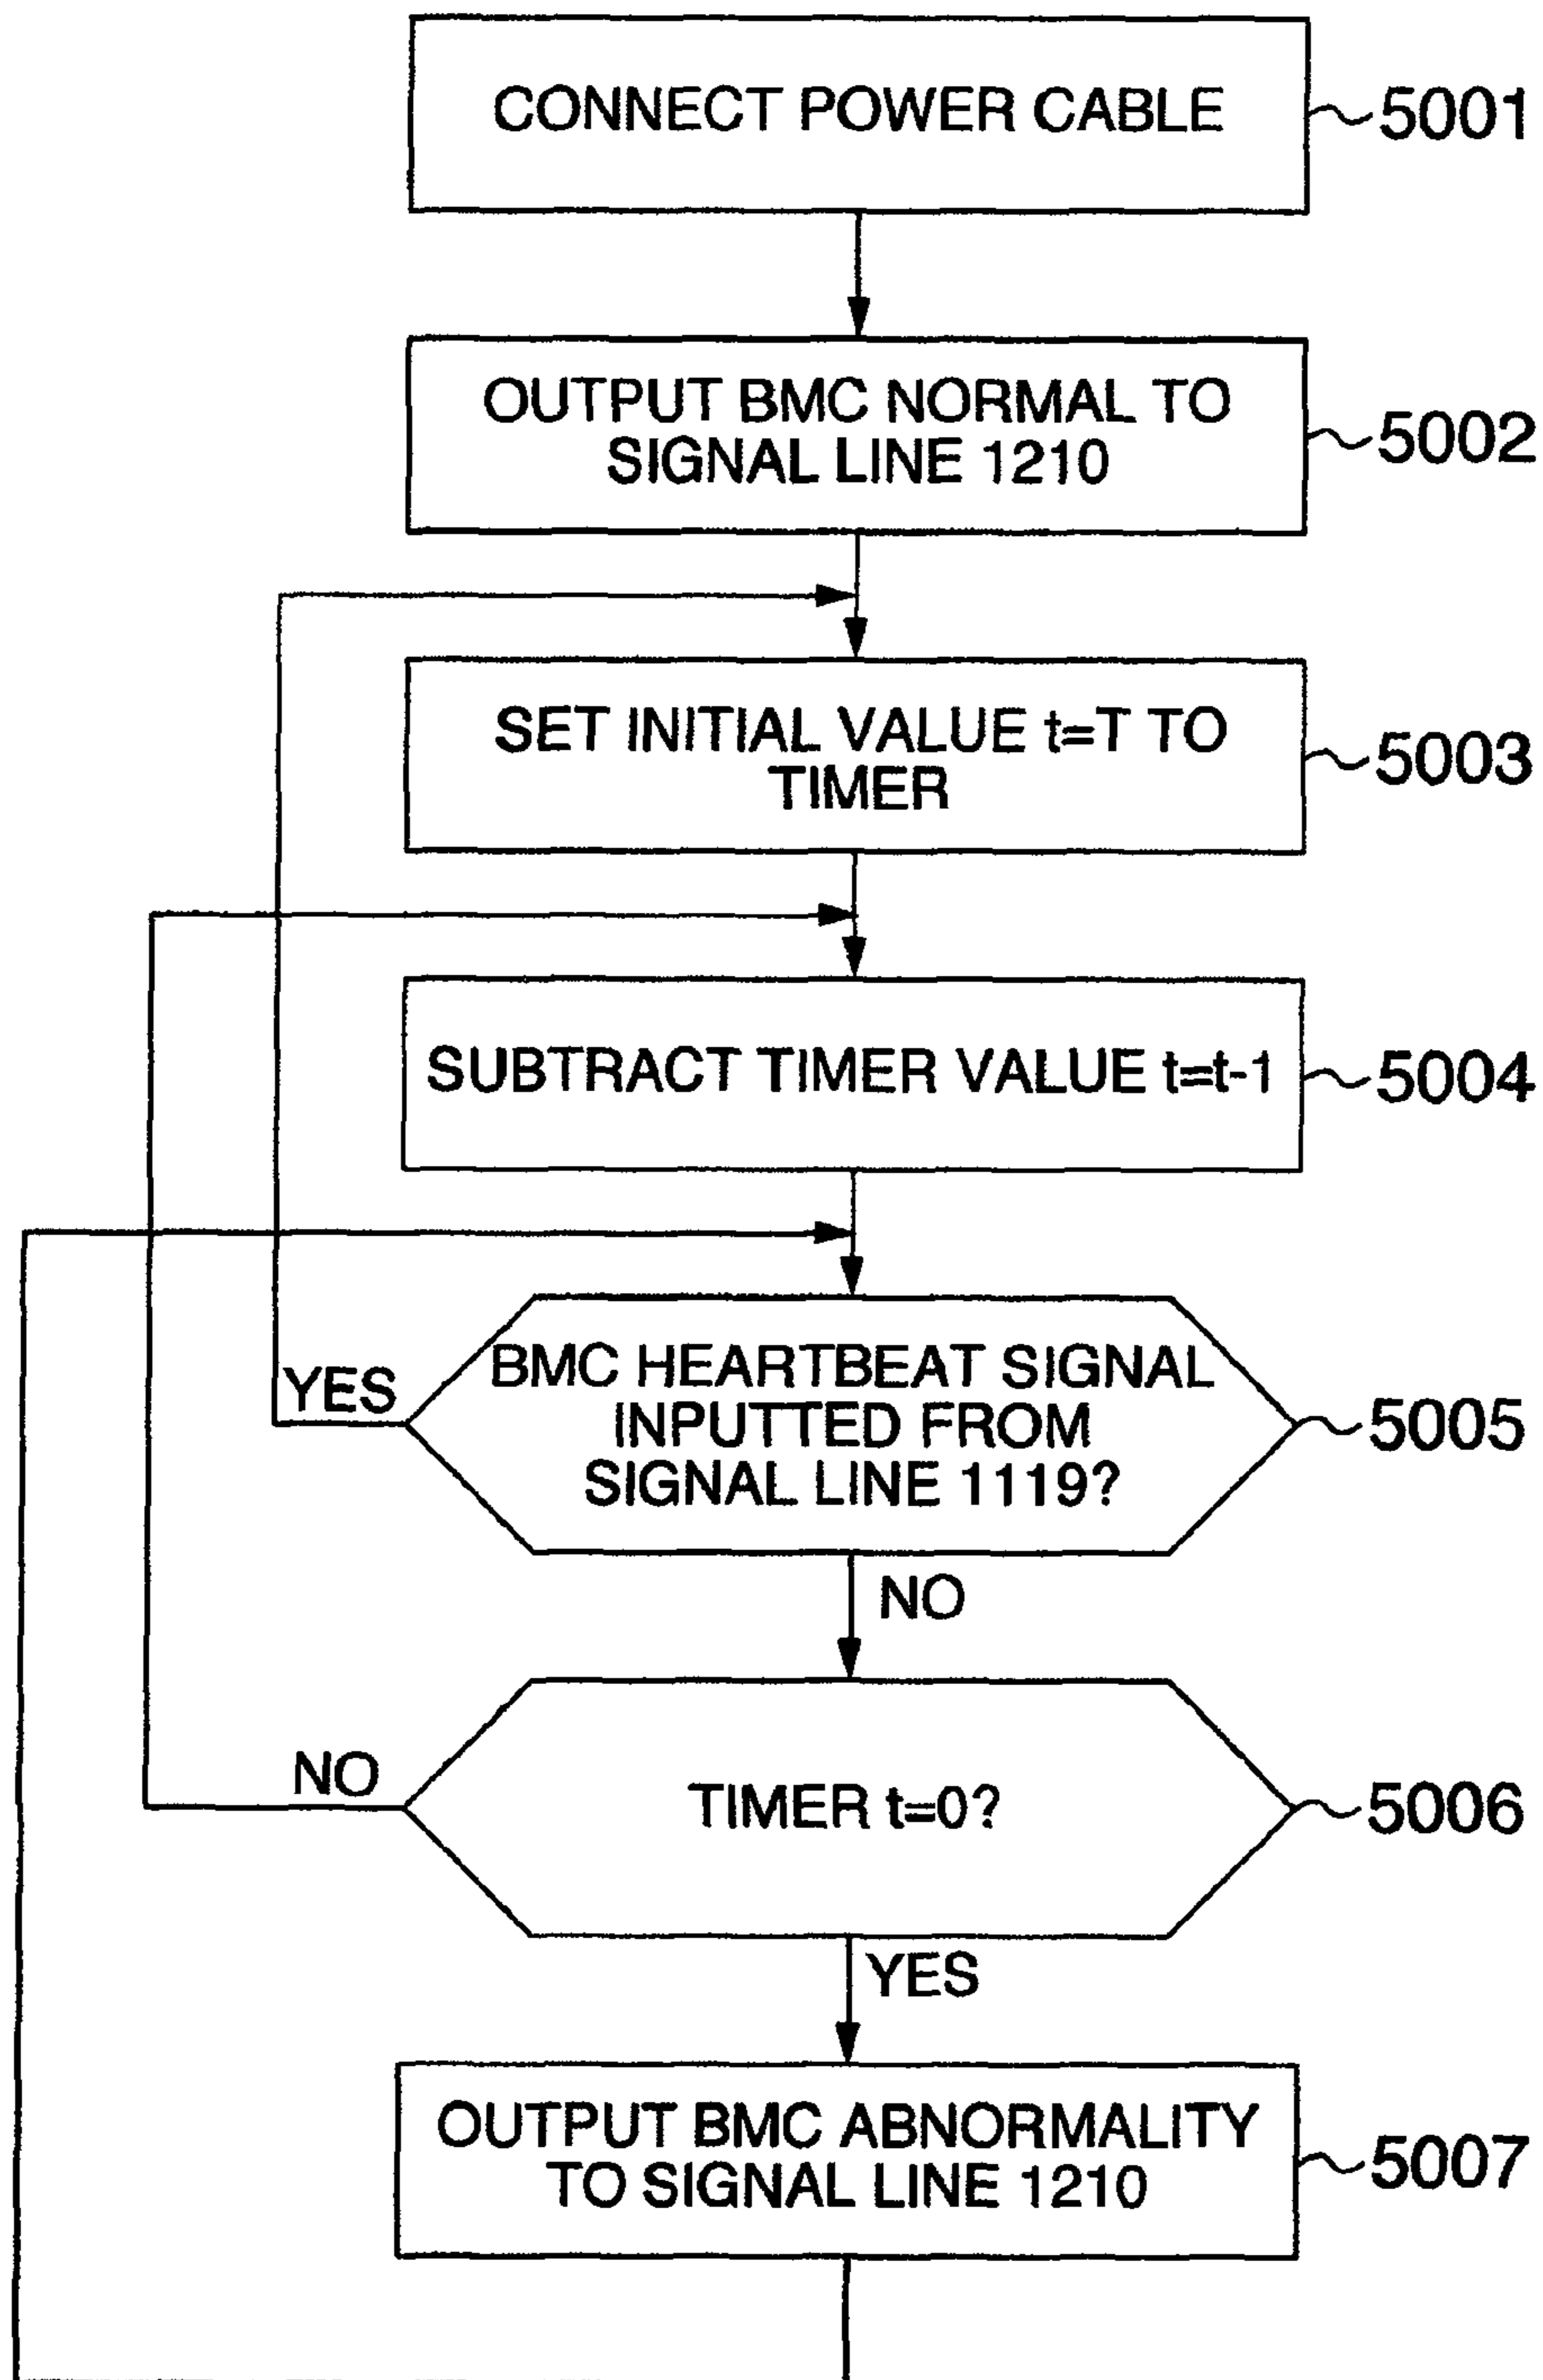 CONNECT POWER CABLE
5001
OUTPUT BMC NORMAL TO
SIGNAL LINE 1210
5002
SET INITIAL VALUE t=T TO
TIMER
5003
SUBTRACT TIMER VALUE t=t-1
5004
YES
BMC HEARTBEAT SIGNAL
INPUTTED FROM
SIGNAL LINE 1119?
5005
NO
NO
TIMER t=0?
5006
YES
OUTPUT BMC ABNORMALITY
TO SIGNAL LINE 1210
5007